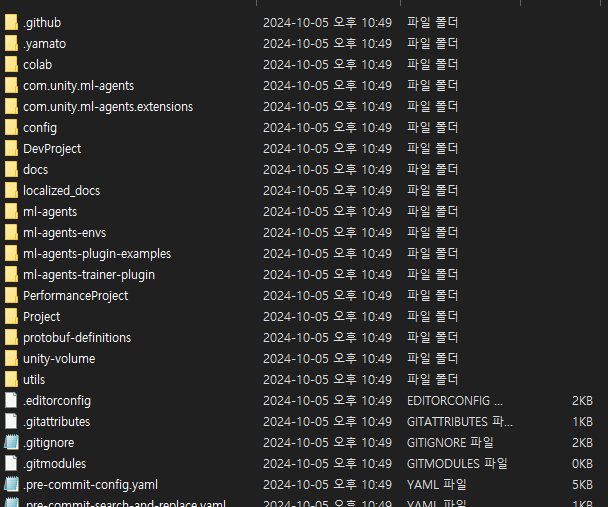 .github 2024-10-05 오후 10:49 파일 폴더
.yamato 2024-10-05 오후 10:49 파일 폴더
colab 2024-10-05 오후 10:49 파일 폴더
com.unity.ml-agents 2024-10-05 오후 10:49 파일 폴더
com.unity.ml-agents.extensions 2024-10-05 오후 10:49 파일 폴더
config 2024-10-05 오후 10:49 파일 폴더
DevProject 2024-10-05 오후 10:49 파일 폴더
docs 2024-10-05 오후 10:49 파일 폴더
localized_docs 2024-10-05 오후 10:49 파일 폴더
ml-agents 2024-10-05 오후 10:49 파일 폴더
ml-agents-envs 2024-10-05 오후 10:49 파일 폴더
ml-agents-plugin-examples 2024-10-05 오후 10:49 파일 폴더
ml-agents-trainer-plugin 2024-10-05 오후 10:49 파일 폴더
PerformanceProject 2024-10-05 오후 10:49 파일 폴더
Project 2024-10-05 오후 10:49 파일 폴더
protobuf-definitions 2024-10-05 오후 10:49 파일 폴더
unity-volume 2024-10-05 오후 10:49 파일 폴더
utils 2024-10-05 오후 10:49 파일 폴더
.editorconfig 2024-10-05 오후 10:49 EDITORCONFIG ... 2KB
.gitattributes 2024-10-05 오후 10:49 GITATTRIBUTES 파... 1KB
.gitignore 2024-10-05 오후 10:49 GITIGNORE 파일 2KB
.gitmodules 2024-10-05 오후 10:49 GITMODULES 파일 0KB
.pre-commit-config.yaml 2024-10-05 오후 10:49 YAML 파일 5KB
.pre-commit-search-and-replace.yaml 2024-10-05 오후 10:49 YAML 파일 1KB